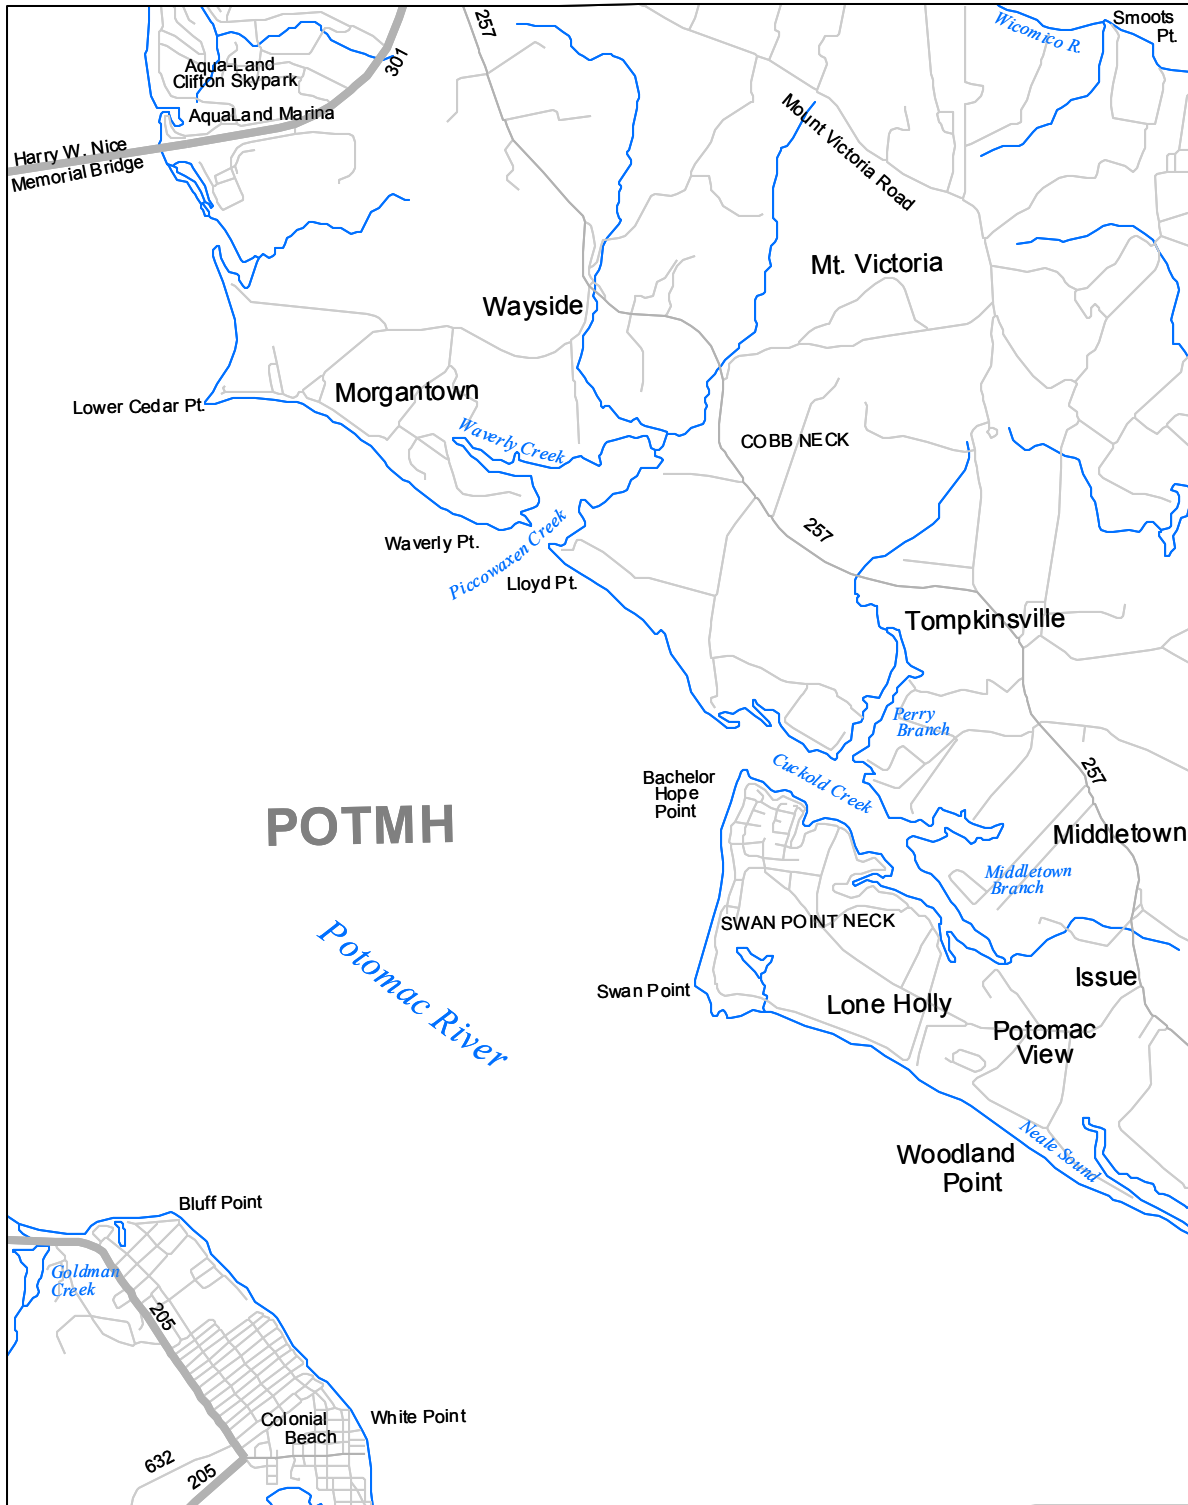 257
Smoots
Pt.
Wicomico R.
301
Aqua-Land
Clifton Skypark
AquaLand Marina
Mount Victoria Road
Harry W. Nice
Memorial Bridge
Mt. Victoria
Wayside
Morgantown
Lower Cedar Pt.
Waverly Creek
COBB NECK
257
Waverly Pt.
Piccowaxen Creek
Lloyd Pt.
Tompkinsville
Perry
Branch
257
Cuckold Creek
Bachelor
Hope
Point
POTMH
Middletown
Middletown
Branch
SWAN POINT NECK
Potomac River
Issue
Swan Point
Lone Holly
Potomac
View
Neale Sound
Woodland
Point
Bluff Point
Goldman
Creek
205
White Point
Colonial
Beach
632
205